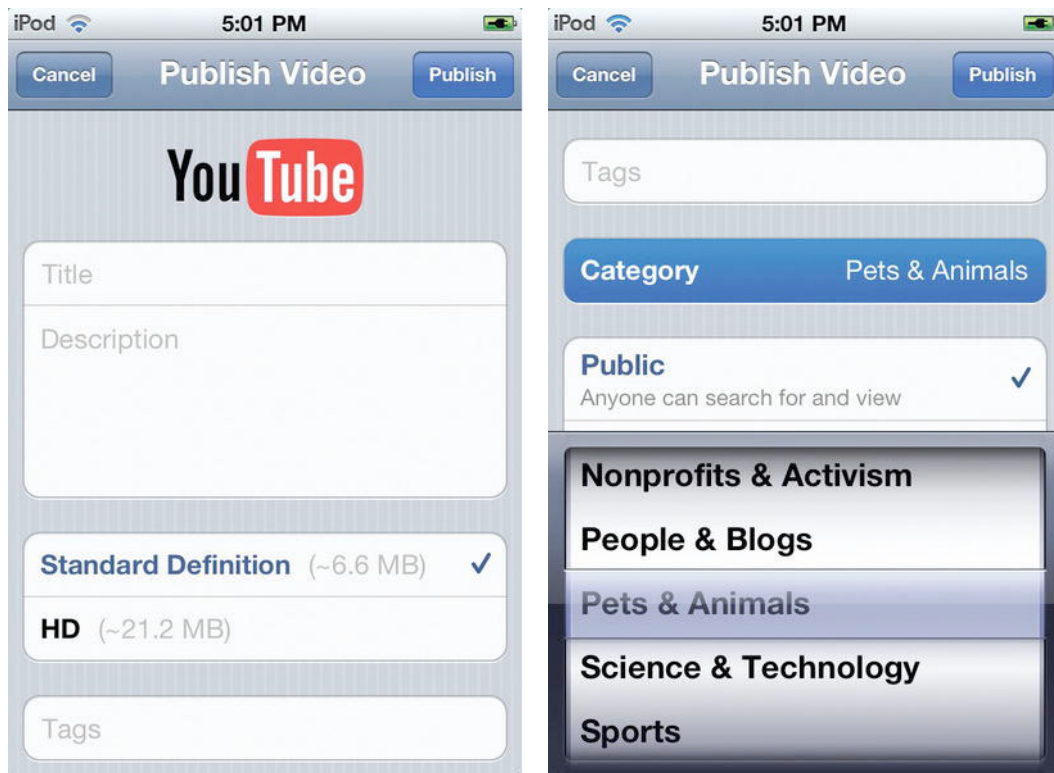 iPod 5:01 PM
Cancel Publish Video Publish
YouTube
Title
Description
Standard Definition (~6.6 MB)
HD (~21.2 MB)
Tags
iPod 5:01 PM
Cancel Publish Video Publish
Tags
Category Pets & Animals
Public
Anyone can search for and view
Nonprofits & Activism
People & Blogs
Pets & Animals
Science & Technology
Sports